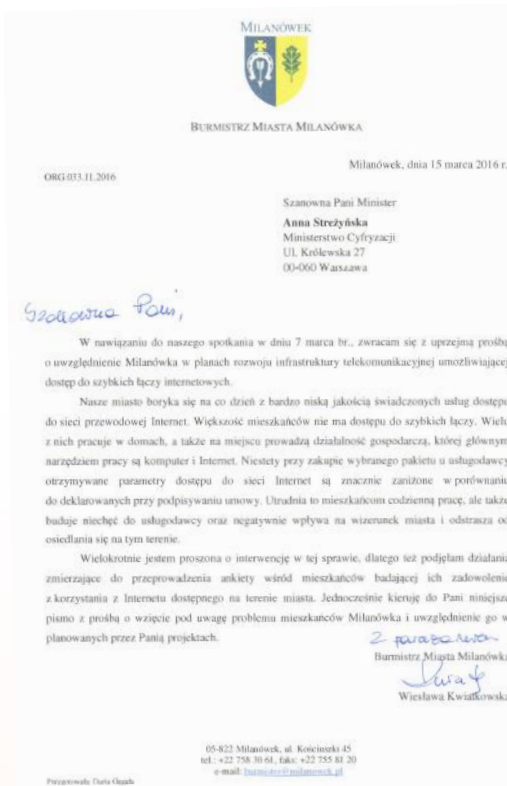 MILANÓWEK
BURMISTRZ MIASTA MILANÓWKA
Milanówek, dnia 15 marca 2016 r.
ORG.033.11.2016
Szanowna Pani Minister
Anna Streżyńska
Ministerstwo Cyfryzacji
Ul. Królewska 27
00-060 Warszawa
Szanowna Pani,
W nawiązaniu do naszego spotkania w dniu 7 marca br., zwracam się z uprzejmą prośbą
o uwzględnienie Milanówka w planach rozwoju infrastruktury telekomunikacyjnej umożliwiającej
dostęp do szybkich łączy internetowych.
Nasze miasto boryka się na co dzień z bardzo niską jakością świadczonych usług dostępu
do sieci przewodowej Internet. Większość mieszkańców nie ma dostępu do szybkich łączy. Wielu
z nich pracuje w domach, a także na miejscu prowadzą działalność gospodarczą, której głównym
narzędziem pracy są komputer i Internet. Niestety przy zakupie wybranego pakietu u usługodawcy
otrzymywane parametry dostępu do sieci Internet są znacznie zaniżone w porównaniu
do deklarowanych przy podpisywaniu umowy. Utrudnia to mieszkańcom codzienną pracę, ale także
buduje niechęć do usługodawcy oraz negatywnie wpływa na wizerunek miasta i odstrasza od
osiedlania się na tym terenie.
Wielokrotnie jestem proszona o interwencję w tej sprawie, dlatego też podjęłam działania
zmierzające do przeprowadzenia ankiety wśród mieszkańców badającej ich zadowolenie
z korzystania z Internetu dostępnego na terenie miasta. Jednocześnie kieruję do Pani niniejsze
pismo z prośbą o wzięcie pod uwagę problemu mieszkańców Milanówka i uwzględnienie go w
planowanych przez Panią projektach.
Z poważaniem
Burmistrz Miasta Milanówka
Wiesława Kwiatkowska
05-822 Milanówek, ul. Kościuszki 45
tel.: +22 758 30 61, faks: +22 755 81 20
e-mail: burmistrz@milanowek.pl